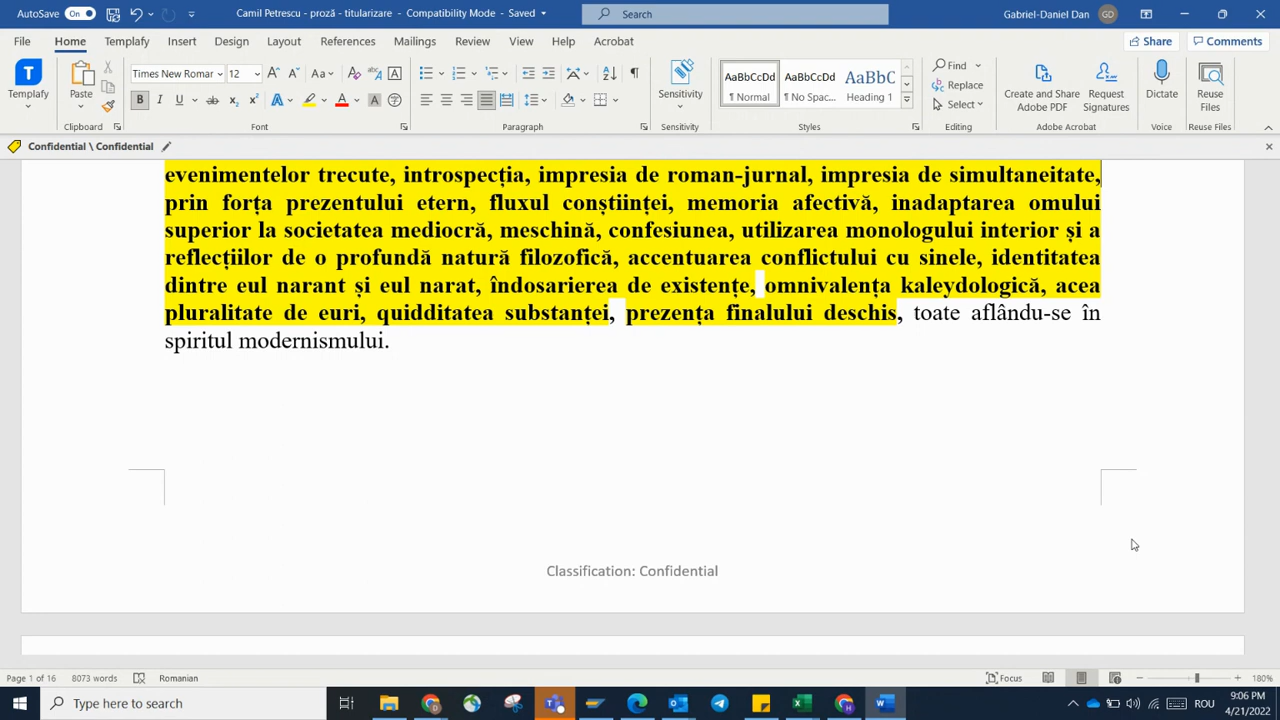 AutoSave On Camil Petrescu - proză - titularizare - Compatibility Mode - Saved Search Gabriel-Daniel Dan GD
File Home Templafy Insert Design Layout References Mailings Review View Help Acrobat Share Comments
Times New Roman 12 Aa A
Find
AaBbCcDd AaBbCcDd AaBbC
Replace
Templafy Paste B I U ab x₂ x² A A A ¶ Normal ¶ No Spac... Heading 1 Select Sensitivity Create and Share Adobe PDF Request Signatures Dictate Reuse Files
Clipboard Font Paragraph Sensitivity Styles Editing Adobe Acrobat Voice Reuse Files
Confidential \ Confidential
evenimentelor trecute, introspecția, impresia de roman-jurnal, impresia de simultaneitate,
prin forța prezentului etern, fluxul conștiinței, memoria afectivă, inadaptarea omului
superior la societatea mediocră, meschină, confesiunea, utilizarea monologului interior și a
reflecțiilor de o profundă natură filozofică, accentuarea conflictului cu sinele, identitatea
dintre eul narant și eul narat, îndosarierea de existențe, omnivalența kaleydologică, acea
pluralitate de euri, quidditatea substanței, prezența finalului deschis, toate aflându-se în
spiritul modernismului.
Classification: Confidential
Page 1 of 16 8073 words Romanian Focus 180%
Type here to search ROU 9:06 PM
4/21/2022